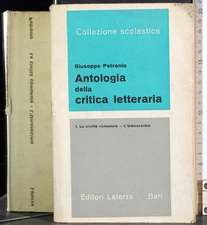 Collezione scolastica
Giuseppe Petronio
Antologia
della
critica letteraria
I. La civiltà comunale - L'Umanesimo
Editori Laterza Bari